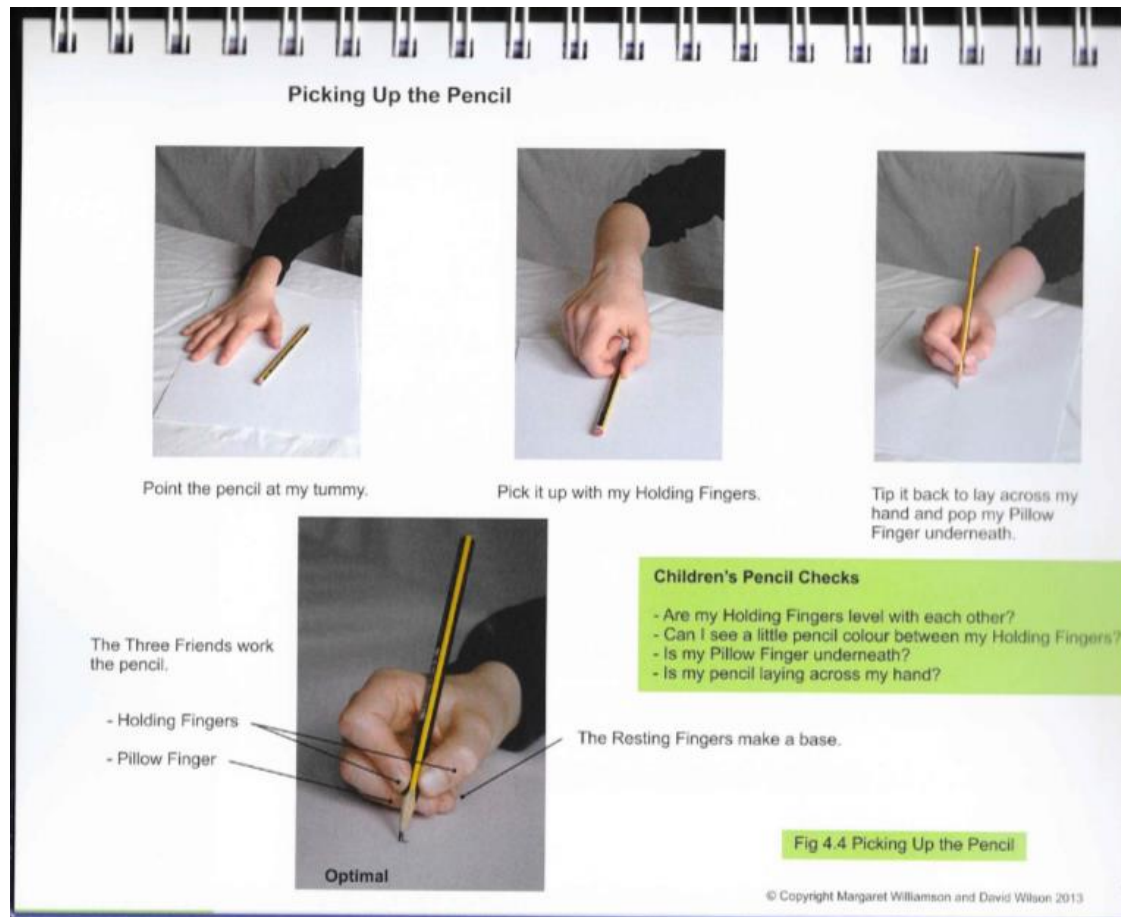 Picking Up the Pencil
Point the pencil at my tummy.
Pick it up with my Holding Fingers.
Tip it back to lay across my
hand and pop my Pillow
Finger underneath.
Children's Pencil Checks
- Are my Holding Fingers level with each other?
- Can I see a little pencil colour between my Holding Fingers?
- Is my Pillow Finger underneath?
- Is my pencil laying across my hand?
The Three Friends work
the pencil.
- Holding Fingers
- Pillow Finger
The Resting Fingers make a base.
Optimal
Fig 4.4 Picking Up the Pencil
© Copyright Margaret Williamson and David Wilson 2013